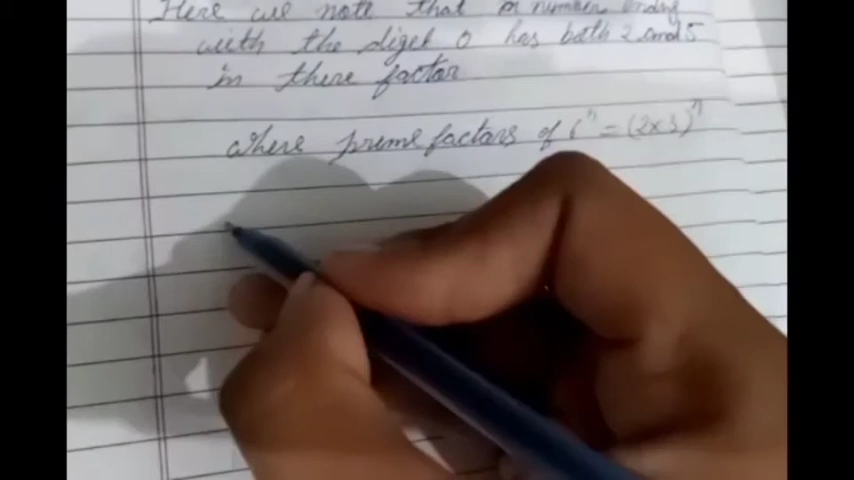 Here we note that a number ending
with the digit 0 has both 2 and 5
in there factor
where preme factors of 6ⁿ = (2×3)ⁿ